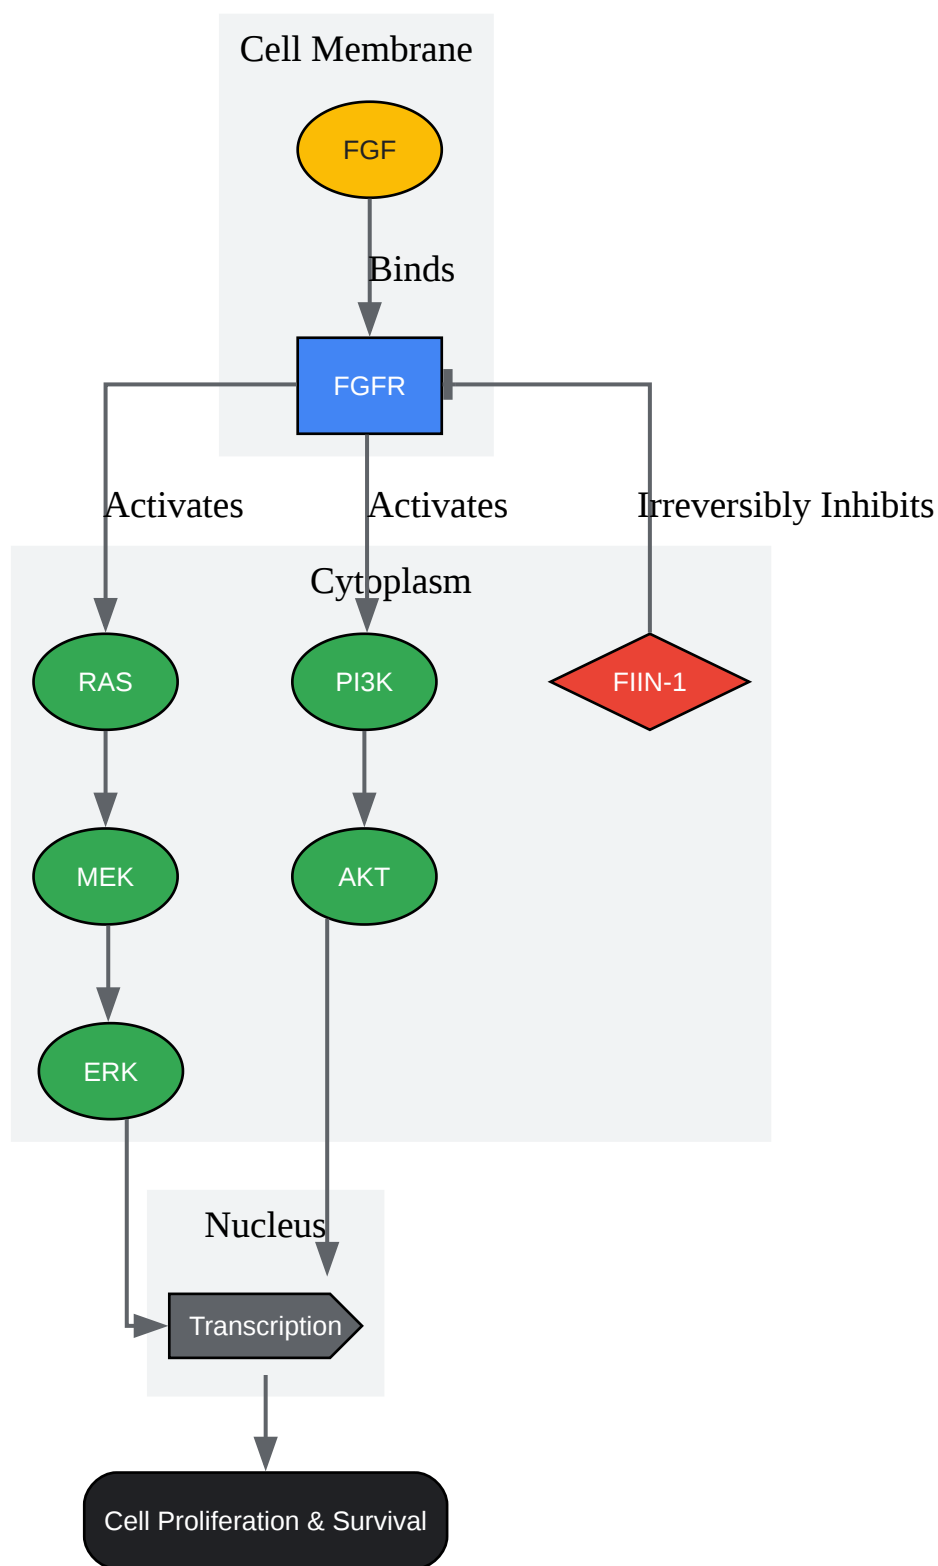 Cell Membrane
FGF
Binds
FGFR
Activates
Activates
Irreversibly Inhibits
Cytoplasm
RAS
PI3K
FIIN-1
MEK
AKT
ERK
Nucleus
Transcription
Cell Proliferation & Survival